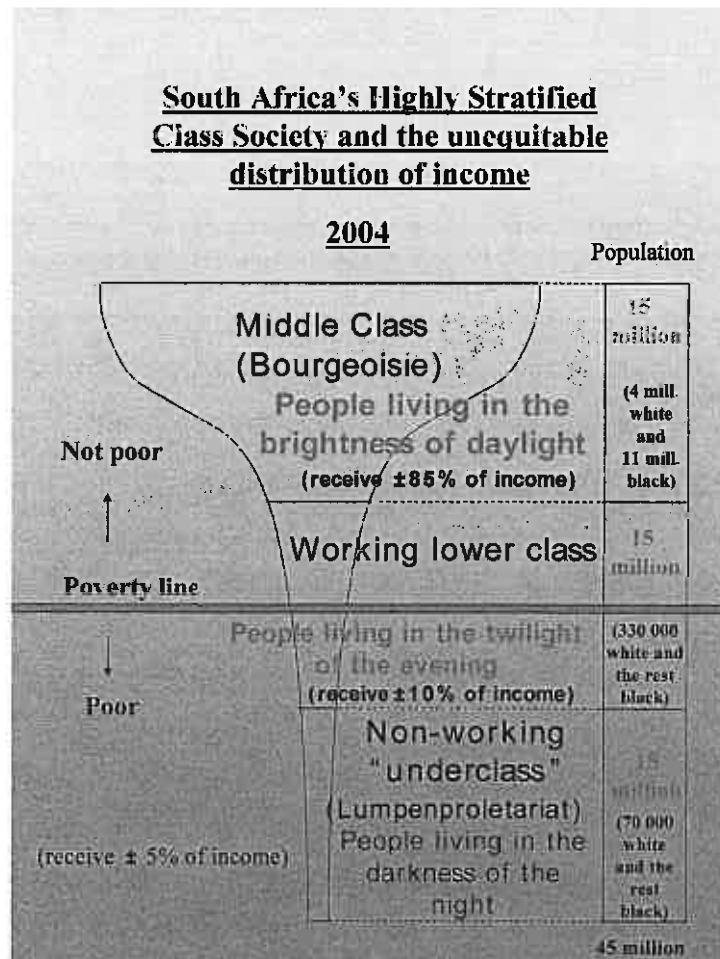 South Africa's Highly Stratified
Class Society and the unequitable
distribution of income
2004
Population
Middle Class
(Bourgeoisie)
People living in the
brightness of daylight
(receive ±85% of income)
15
million
(4 mill.
white
and
11 mill.
black)
Not poor
Working lower class
15
million
Poverty line
People living in the twilight
of the evening
(receive ±10% of income)
(330 000
white and
the rest
black)
Poor
Non-working
"underclass"
(Lumpenproletariat)
People living in the
darkness of the
night
15
million
(70 000
white
and the
rest
black)
(receive ± 5% of income)
45 million